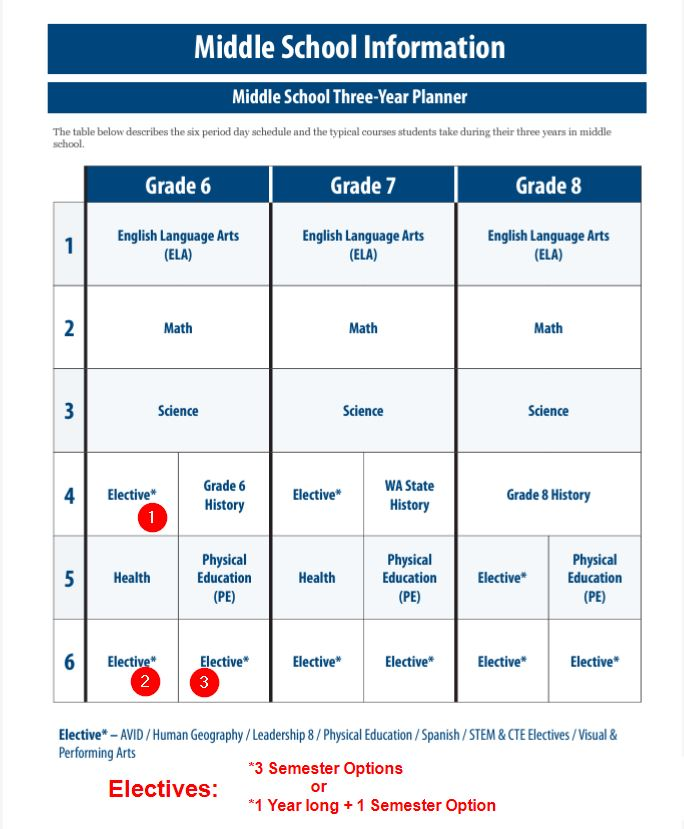 Middle School Information
Middle School Three-Year Planner
The table below describes the six period day schedule and the typical courses students take during their three years in middle
school.
Grade 6 Grade 7 Grade 8
1 English Language Arts (ELA) English Language Arts (ELA) English Language Arts (ELA)
2 Math Math Math
3 Science Science Science
4 Elective* 1 Grade 6 History Elective* WA State History Grade 8 History
5 Health Physical Education (PE) Health Physical Education (PE) Elective* Physical Education (PE)
6 Elective* 2 Elective* 3 Elective* Elective* Elective* Elective*
Elective* – AVID / Human Geography / Leadership 8 / Physical Education / Spanish / STEM & CTE Electives / Visual &
Performing Arts
Electives:
*3 Semester Options
or
*1 Year long + 1 Semester Option